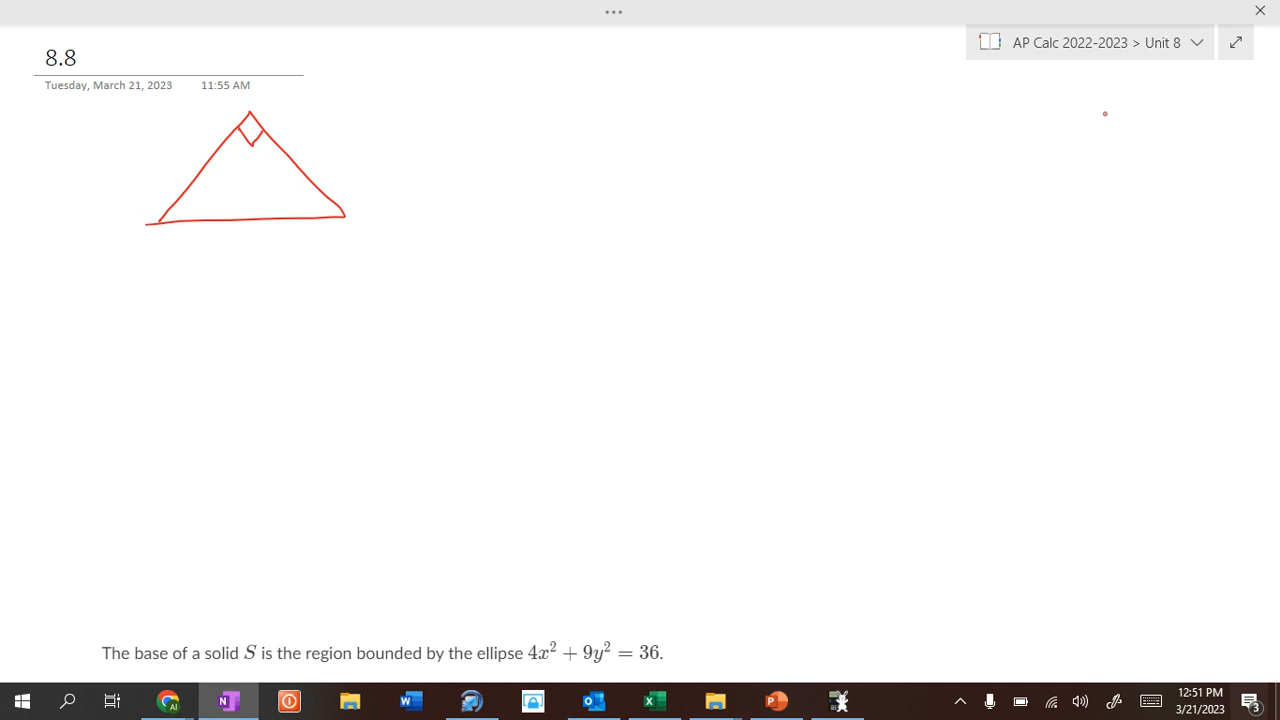 8.8
AP Calc 2022-2023 > Unit 8
Tuesday, March 21, 2023 11:55 AM
The base of a solid S is the region bounded by the ellipse 4x² + 9y² = 36.
12:51 PM
3/21/2023
3